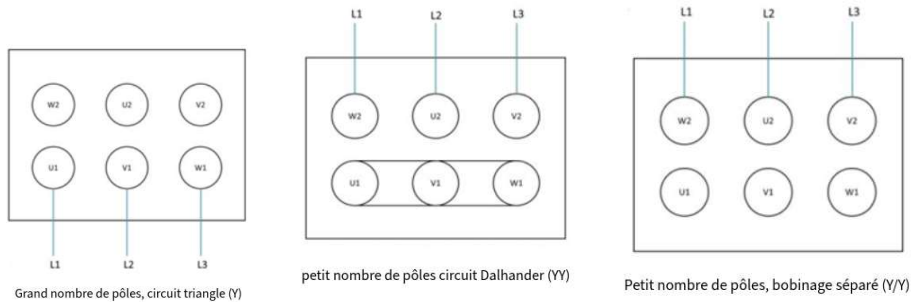 L1 L2 L3
W2 U2 V2
U1 V1 W1
L1 L2 L3
Grand nombre de pôles, circuit triangle (Y)
L1 L2 L3
W2 U2 V2
U1 V1 W1
petit nombre de pôles circuit Dalhander (YY)
L1 L2 L3
W2 U2 V2
U1 V1 W1
Petit nombre de pôles, bobinage séparé (Y/Y)